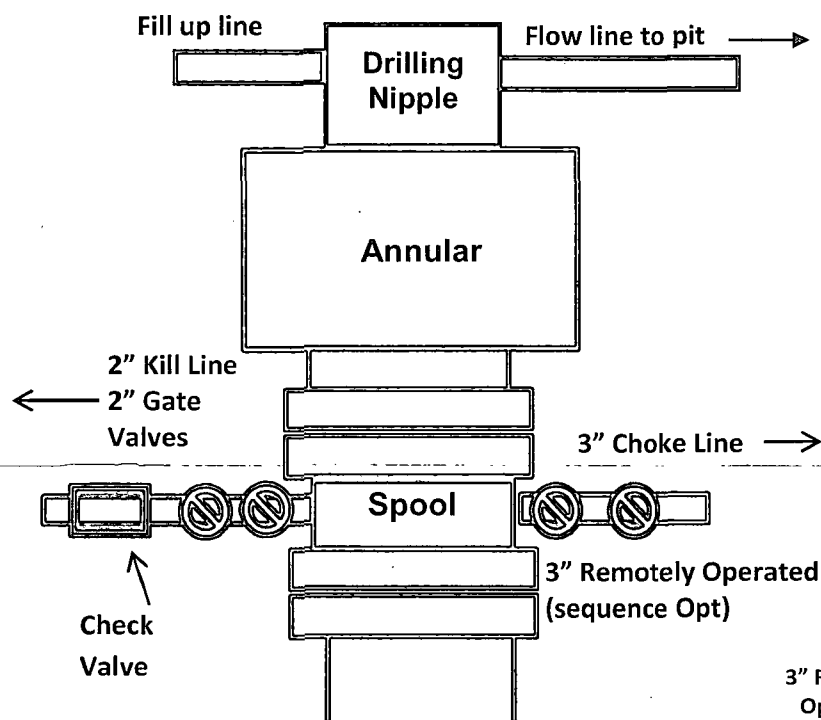 Fill up line
Flow line to pit
Drilling
Nipple
Annular
2” Kill Line
2” Gate
Valves
3” Choke Line
Spool
3” Remotely Operated
(sequence Opt)
Check
Valve
3”